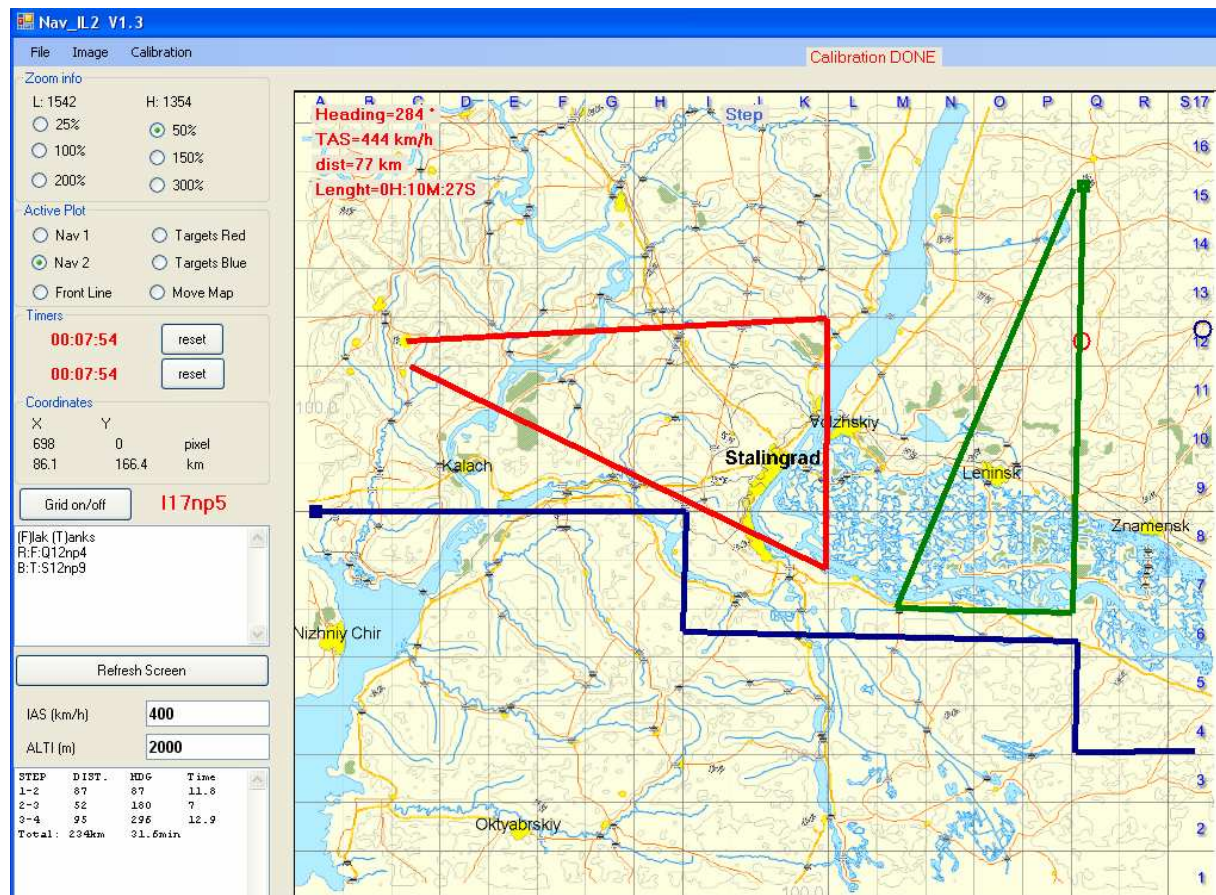 Nav_IL2 V1.3
File Image Calibration
Calibration DONE
Zoom info
L: 1542 H: 1354
25% 50%
100% 150%
200% 300%
Active Plot
Nav 1 Targets Red
Nav 2 Targets Blue
Front Line Move Map
Timers
00:07:54 reset
00:07:54 reset
Coordinates
X Y
698 0 pixel
86.1 166.4 km
Grid on/off I17np5
(F)lak (T)anks
R:F:Q12np4
B:T:S12np9
Refresh Screen
IAS (km/h) 400
ALTI (m) 2000
STEP DIST. HDG Time
1-2 87 87 11.8
2-3 52 180 7
3-4 95 296 12.9
Total: 234km 31.6min
A B C D E F G H I J K L M N O P Q R S 17
Heading=284 °
TAS=444 km/h
dist=77 km
Lenght=0H:10M:27S
Step
16
15
14
13
12
11
100.0
10
9
8
7
6
5
4
3
2
1
Volzhskiy
Stalingrad
Kalach
Leninsk
Znamensk
Nizhniy Chir
Oktyabrskiy
100.0